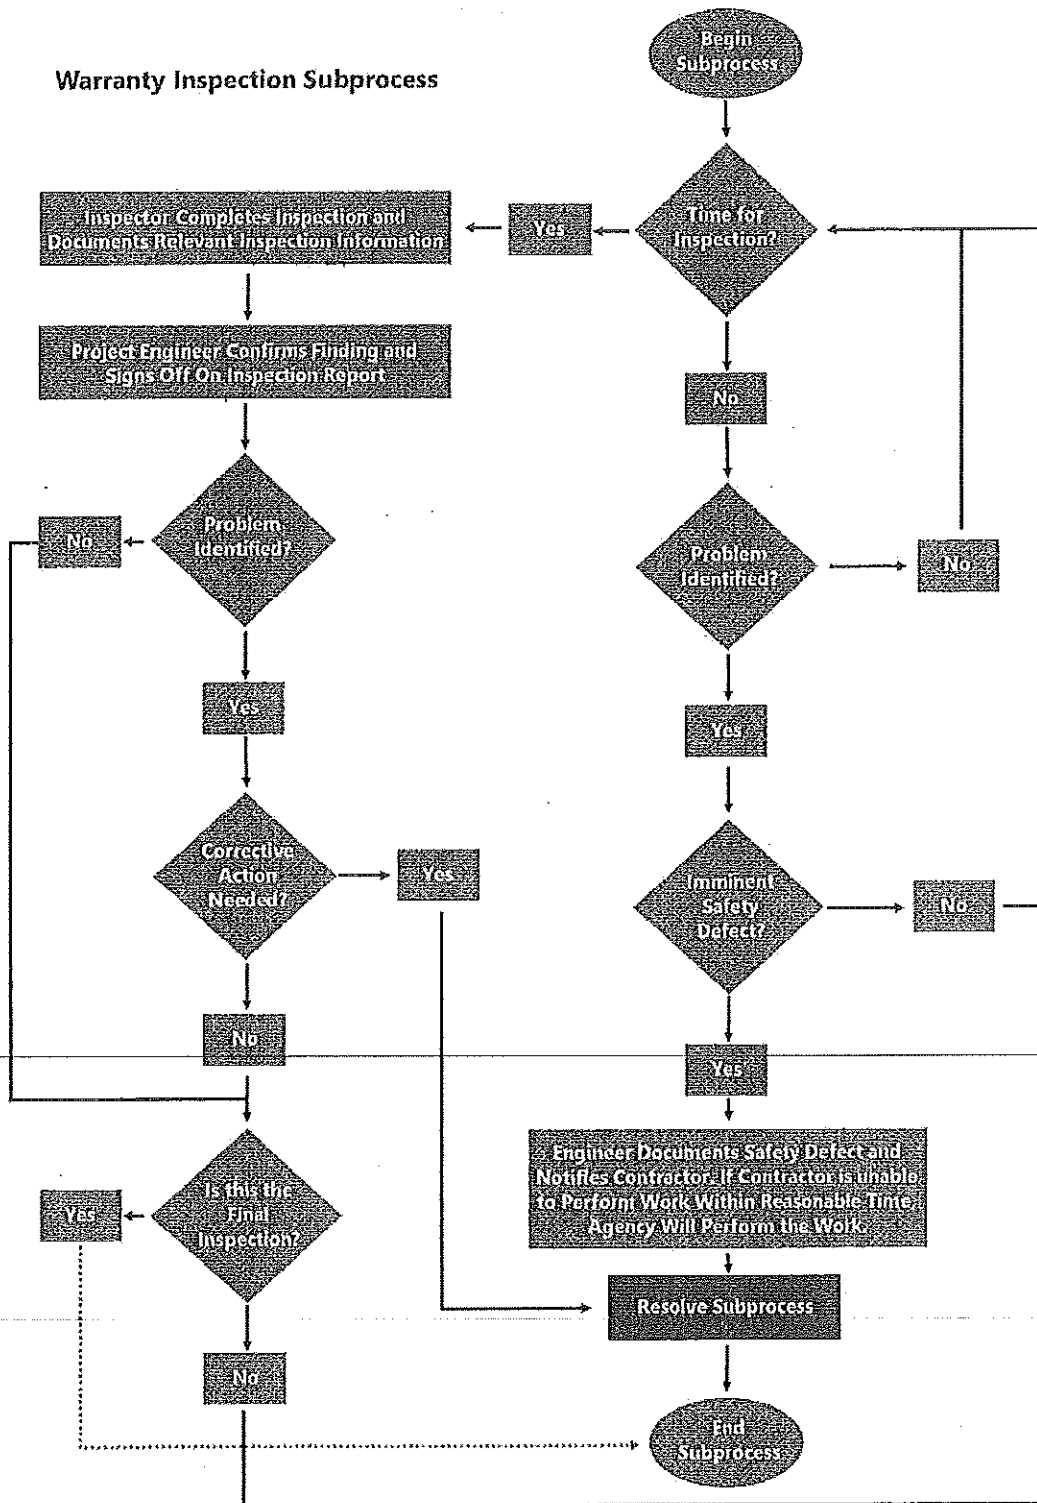 Warranty Inspection Subprocess
Begin
Subprocess
Time for
Inspection?
Yes
Inspector Completes Inspection and
Documents Relevant Inspection Information
Project Engineer Confirms Finding and
Signs Off On Inspection Report
No
Problem
Identified?
No
Problem
Identified?
No
Yes
Yes
Corrective
Action
Needed?
Yes
Imminent
Safety
Defect?
No
No
Yes
Engineer Documents Safety Defect and
Notifies Contractor. If Contractor is unable
to Perform Work Within Reasonable Time,
Agency Will Perform the Work.
Is this the
Final
Inspection?
Yes
Resolve Subprocess
No
End
Subprocess